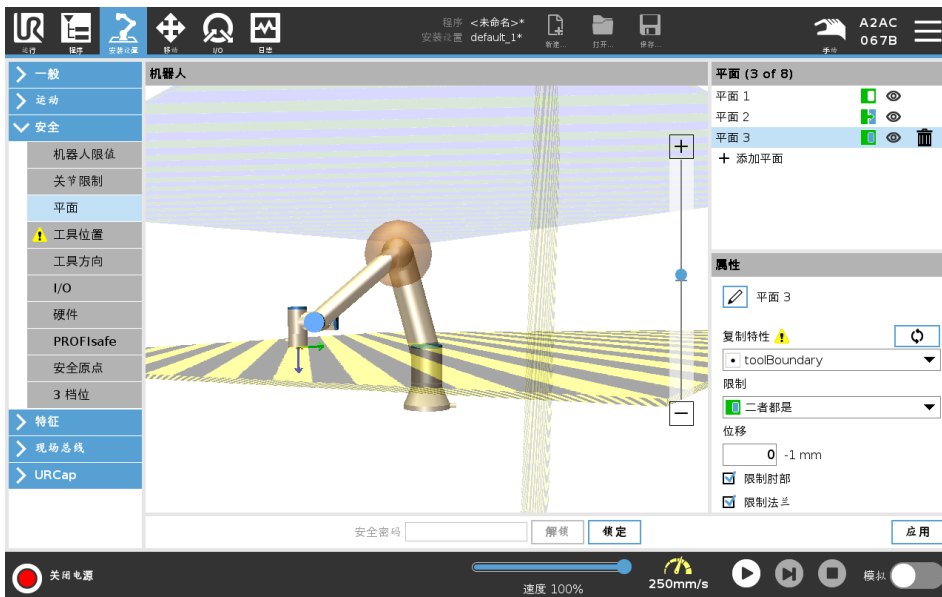 程序 <未命名>*
安装设置 default_1*
A2AC
067B
运行
程序
安装设置
移动
I/O
日志
新建...
打开...
保存...
手动
一般
运动
安全
机器人限值
关节限制
平面
工具位置
工具方向
I/O
硬件
PROFIsafe
安全原点
3 档位
特征
现场总线
URCap
机器人
平面 (3 of 8)
平面 1
平面 2
平面 3
添加平面
属性
平面 3
复制特性
toolBoundary
限制
二者都是
位移
0 -1 mm
限制肘部
限制法兰
安全密码
解锁
锁定
应用
关闭电源
速度 100%
250mm/s
模拟